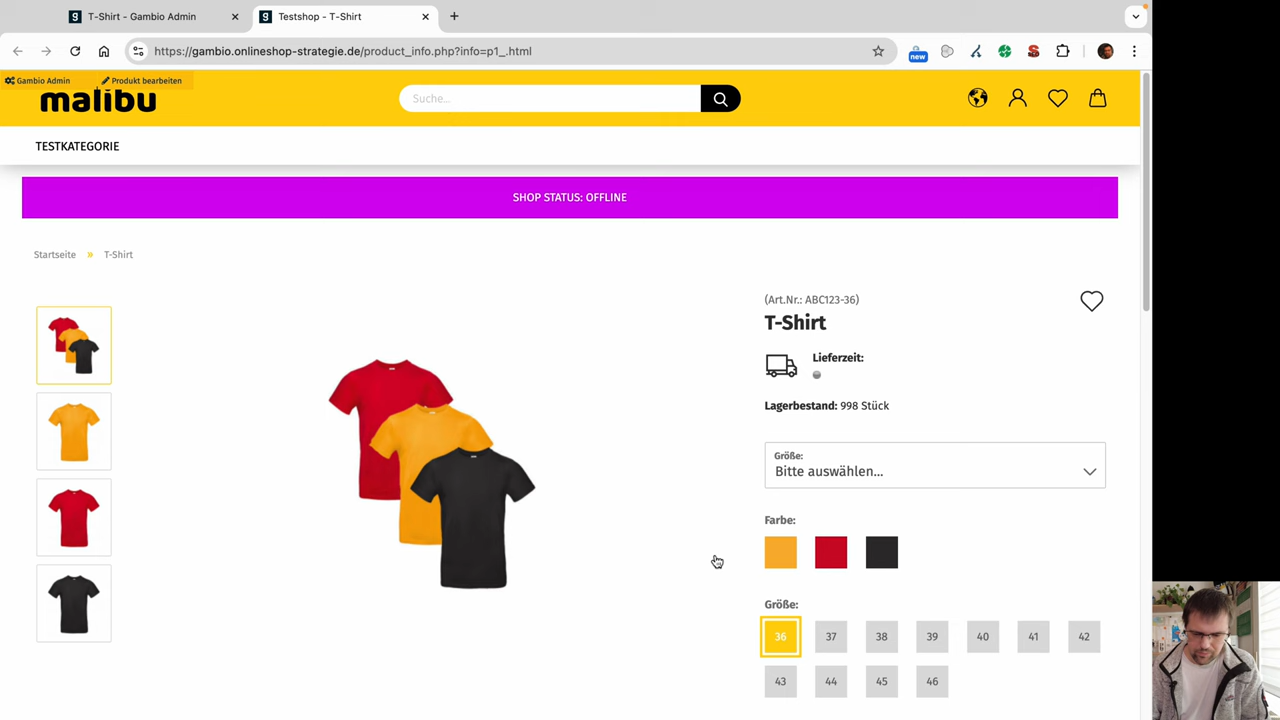 T-Shirt - Gambio Admin
Testshop - T-Shirt
https://gambio.onlineshop-strategie.de/product_info.php?info=p1_.html
new
Gambio Admin
Produkt bearbeiten
malibu
Suche...
TESTKATEGORIE
SHOP STATUS: OFFLINE
Startseite » T-Shirt
(Art.Nr.: ABC123-36)
T-Shirt
Lieferzeit:
Lagerbestand: 998 Stück
Größe:
Bitte auswählen...
Farbe:
Größe:
36 37 38 39 40 41 42
43 44 45 46